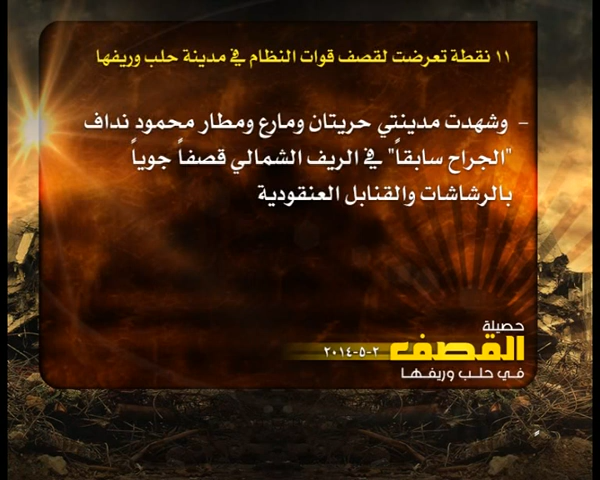 ١١ نقطة تعرضت لقصف قوات النظام في مدينة حلب وريفها
- وشهدت مدينتي حريتان ومارع ومطار محمود نداف
"الجراح سابقاً" في الريف الشمالي قصفاً جوياً
بالرشاشات والقنابل العنقودية
حصيلة
القصف ٢-٥-٢٠١٤
في حلب وريفها